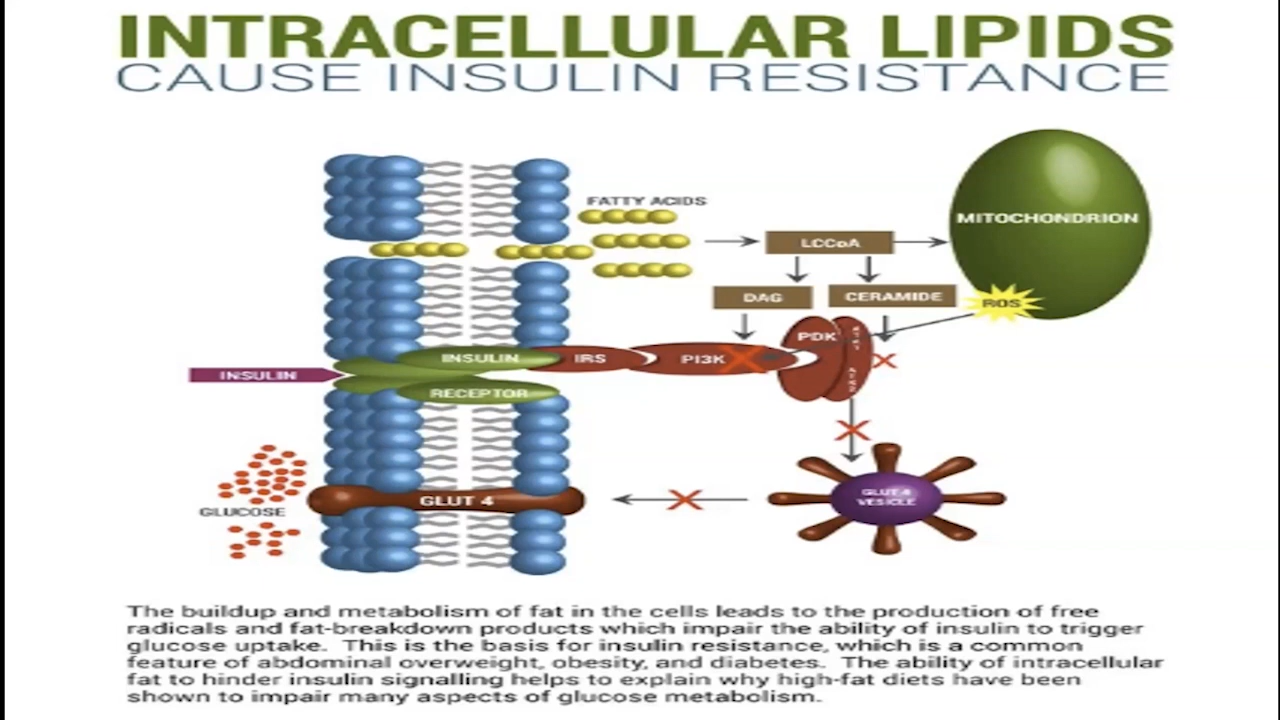 INTRACELLULAR LIPIDS
CAUSE INSULIN RESISTANCE
FATTY ACIDS
MITOCHONDRION
LCCoA
DAG
CERAMIDE
ROS
PDK
INSULIN
IRS
PI3K
INSULIN
RECEPTOR
GLUT 4
GLUCOSE
GLUT 4
VESICLE
The buildup and metabolism of fat in the cells leads to the production of free
radicals and fat-breakdown products which impair the ability of insulin to trigger
glucose uptake. This is the basis for insulin resistance, which is a common
feature of abdominal overweight, obesity, and diabetes. The ability of intracellular
fat to hinder insulin signalling helps to explain why high-fat diets have been
shown to impair many aspects of glucose metabolism.